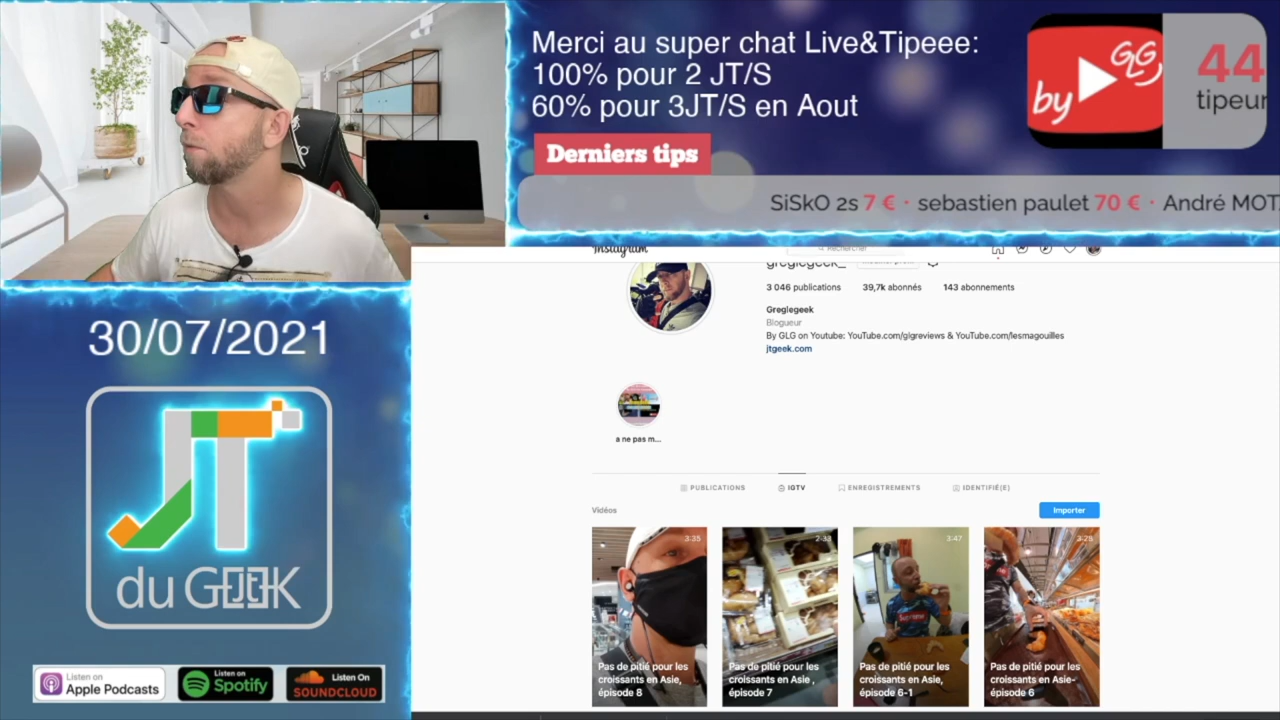 Merci au super chat Live&Tipeee:
100% pour 2 JT/S
60% pour 3JT/S en Aout
Derniers tips
by GLG
44
tipeur
SiSkO 2s 7 € · sebastien paulet 70 € · André MOT
30/07/2021
JT
du GEEK
Listen on
Apple Podcasts
Listen on
Spotify
Listen On
SOUNDCLOUD
Instagram
Rechercher
greglegeek_
3 046 publications 39,7k abonnés 143 abonnements
Greglegeek
Blogueur
By GLG on Youtube: YouTube.com/glgreviews & YouTube.com/lesmagouilles
jtgeek.com
a ne pas m...
PUBLICATIONS IGTV ENREGISTREMENTS IDENTIFIÉ(E)
Vidéos
Importer
3:35
Pas de pitié pour les
croissants en Asie,
épisode 8
2:33
Pas de pitié pour les
croissants en Asie ,
épisode 7
3:47
Pas de pitié pour les
croissants en Asie,
épisode 6-1
3:28
Pas de pitié pour les
croissants en Asie-
épisode 6